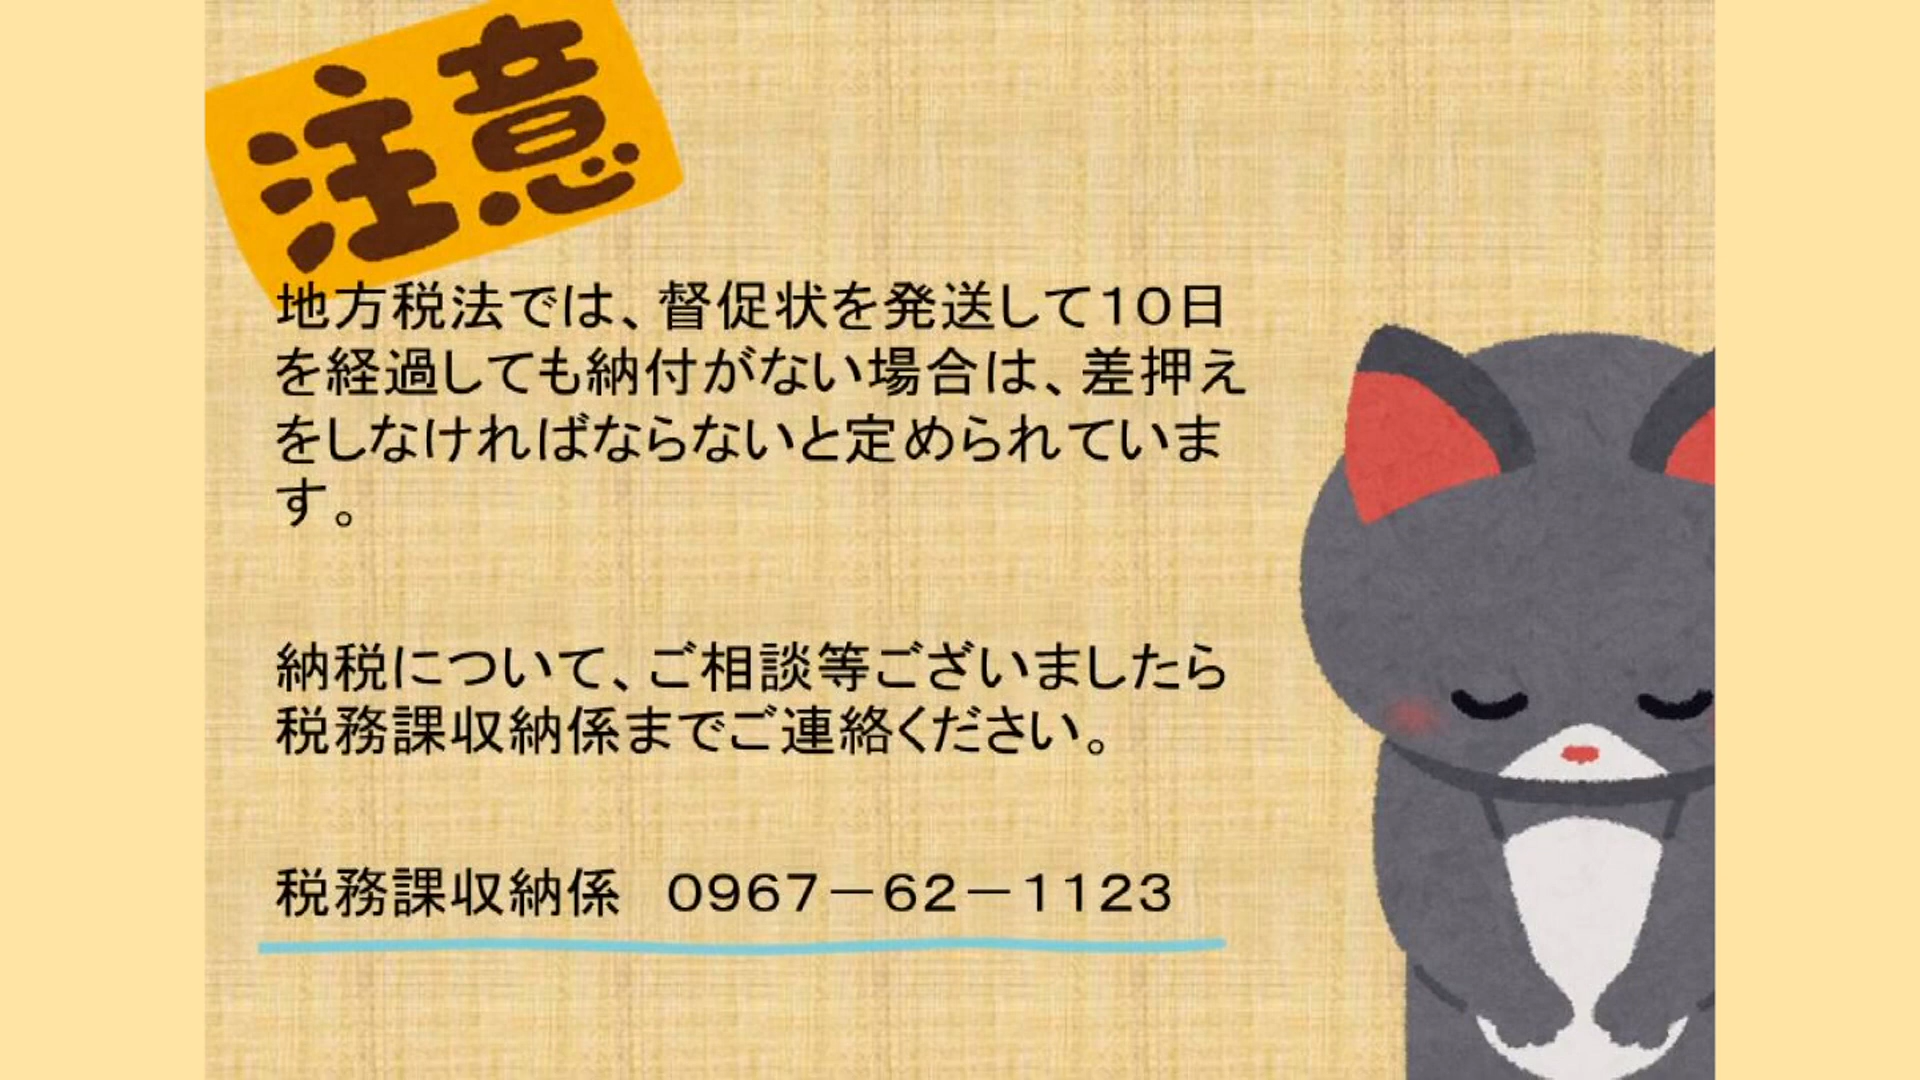 注意
地方税法では、督促状を発送して１０日
を経過しても納付がない場合は、差押え
をしなければならないと定められていま
す。
納税について、ご相談等ございましたら
税務課収納係までご連絡ください。
税務課収納係　０９６７－６２－１１２３